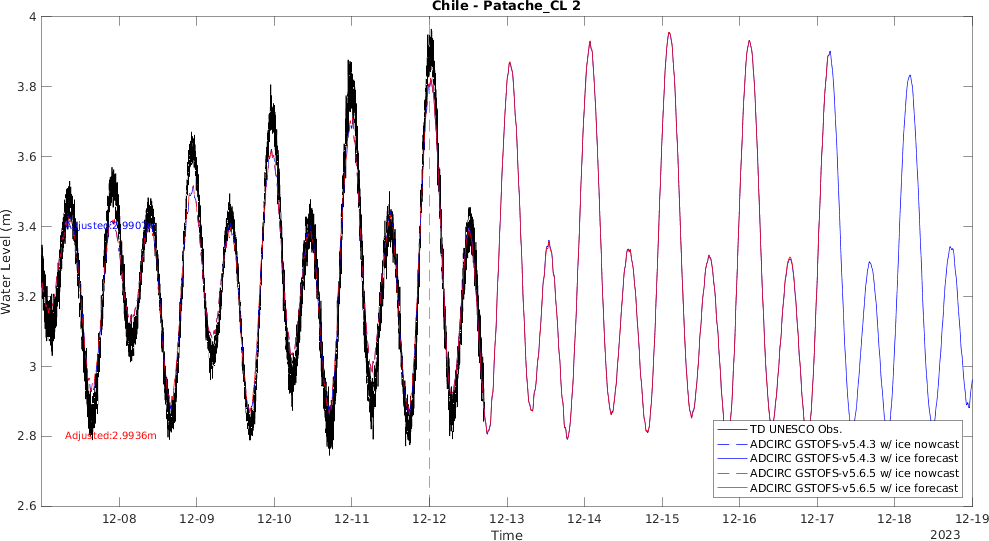 Chile - Patache_CL 2
4
3.8
3.6
3.4
3.2
3
2.8
2.6
Water Level (m)
Adjusted:2.9936m
12-08
12-09
12-10
12-11
12-12
12-13
12-14
12-15
12-16
12-17
12-18
12-19
Time
2023
TD UNESCO Obs.
ADCIRC GSTOFS-v5.4.3 w/ ice nowcast
ADCIRC GSTOFS-v5.4.3 w/ ice forecast
ADCIRC GSTOFS-v5.6.5 w/ ice nowcast
ADCIRC GSTOFS-v5.6.5 w/ ice forecast